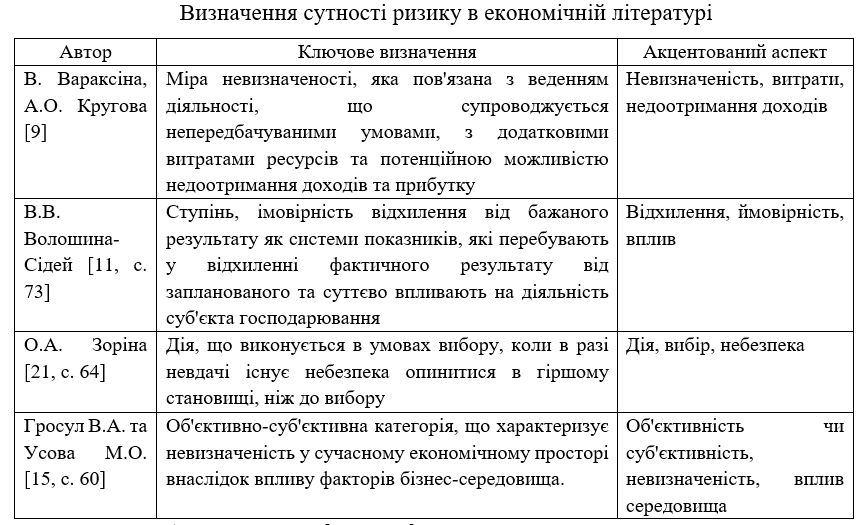 Визначення сутності ризику в економічній літературі
Автор
Ключове визначення
Акцентований аспект
В. Вараксіна,
А.О. Кругова
[9]
Міра невизначеності, яка пов'язана з веденням
діяльності, що супроводжується
непередбачуваними умовами, з додатковими
витратами ресурсів та потенційною можливістю
недоотримання доходів та прибутку
Невизначеність, витрати,
недоотримання доходів
В.В.
Волошина-
Сідей [11, с.
73]
Ступінь, імовірність відхилення від бажаного
результату як системи показників, які перебувають
у відхиленні фактичного результату від
запланованого та суттєво впливають на діяльність
суб'єкта господарювання
Відхилення, ймовірність,
вплив
О.А. Зоріна
[21, с. 64]
Дія, що виконується в умовах вибору, коли в разі
невдачі існує небезпека опинитися в гіршому
становищі, ніж до вибору
Дія, вибір, небезпека
Гросул В.А. та
Усова М.О.
[15, с. 60]
Об'єктивно-суб'єктивна категорія, що характеризує
невизначеність у сучасному економічному просторі
внаслідок впливу факторів бізнес-середовища.
Об'єктивність чи
суб'єктивність,
невизначеність, вплив
середовища